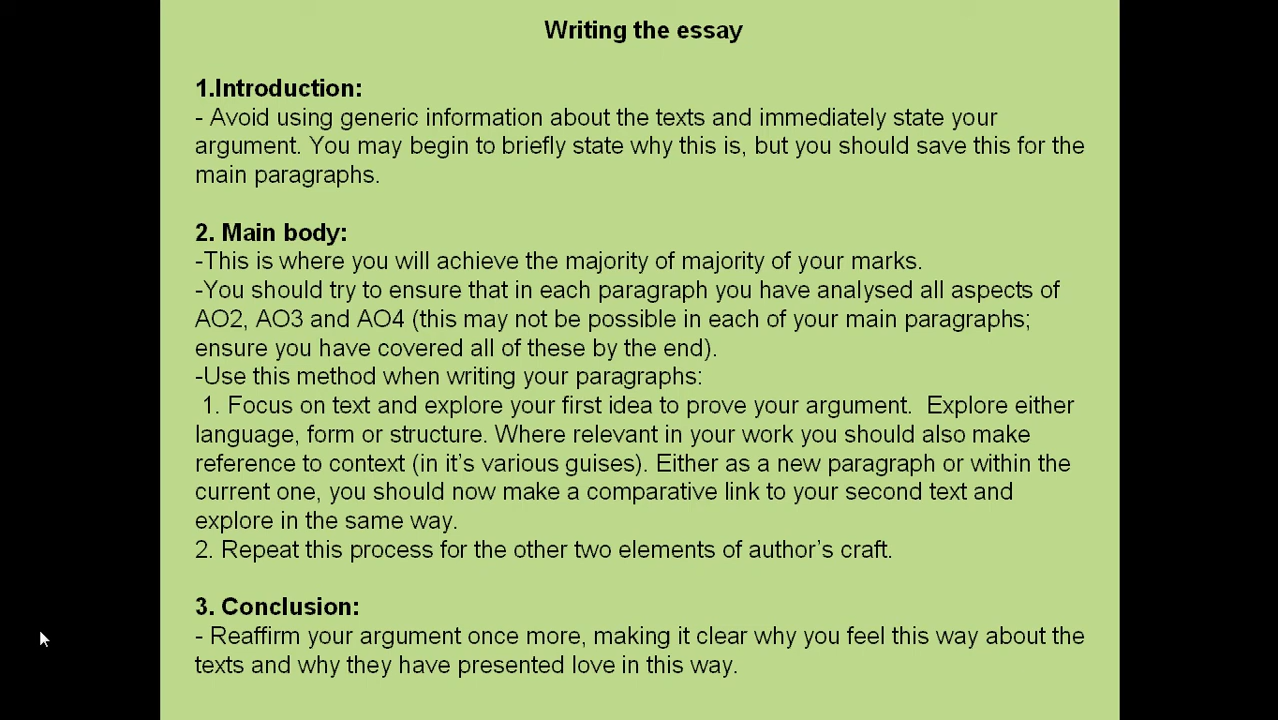 Writing the essay
1.Introduction:
- Avoid using generic information about the texts and immediately state your
argument. You may begin to briefly state why this is, but you should save this for the
main paragraphs.
2. Main body:
-This is where you will achieve the majority of majority of your marks.
-You should try to ensure that in each paragraph you have analysed all aspects of
AO2, AO3 and AO4 (this may not be possible in each of your main paragraphs;
ensure you have covered all of these by the end).
-Use this method when writing your paragraphs:
1. Focus on text and explore your first idea to prove your argument.  Explore either
language, form or structure. Where relevant in your work you should also make
reference to context (in it’s various guises). Either as a new paragraph or within the
current one, you should now make a comparative link to your second text and
explore in the same way.
2. Repeat this process for the other two elements of author’s craft.
3. Conclusion:
- Reaffirm your argument once more, making it clear why you feel this way about the
texts and why they have presented love in this way.